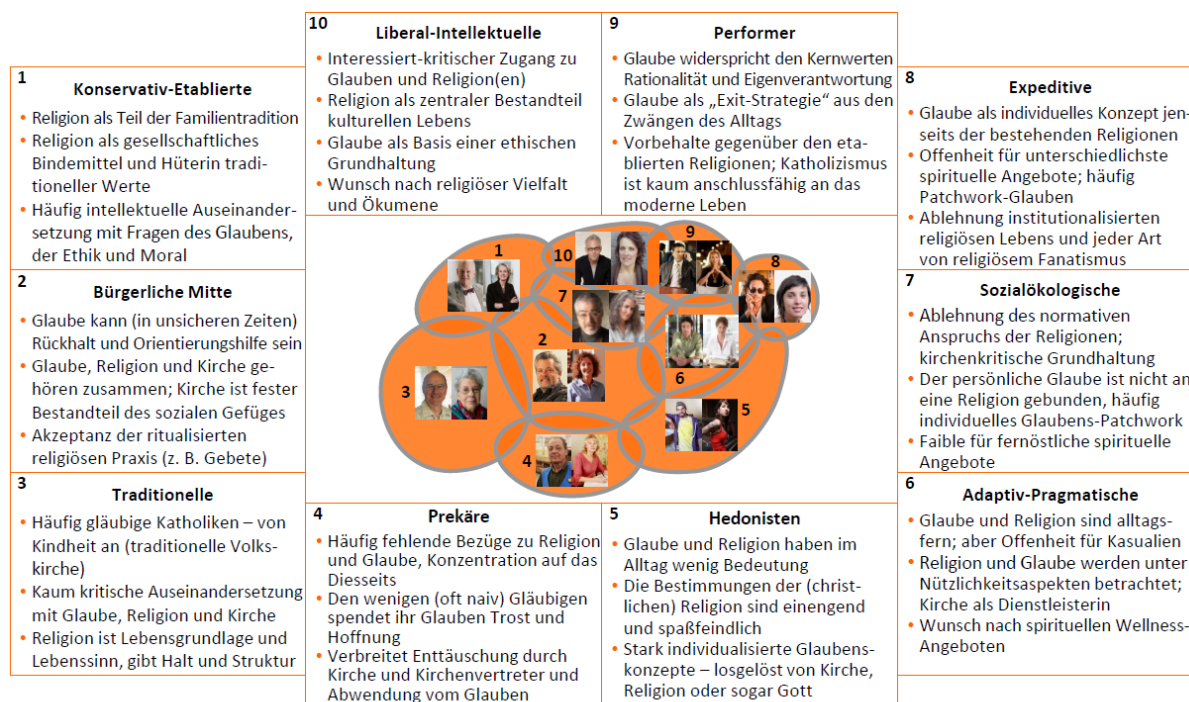 1
Konservativ-Etablierte
• Religion als Teil der Familientradition
• Religion als gesellschaftliches
Bindemittel und Hüterin tradi-
tioneller Werte
• Häufig intellektuelle Auseinander-
setzung mit Fragen des Glaubens,
der Ethik und Moral
2
Bürgerliche Mitte
• Glaube kann (in unsicheren Zeiten)
Rückhalt und Orientierungshilfe sein
• Glaube, Religion und Kirche ge-
hören zusammen; Kirche ist fester
Bestandteil des sozialen Gefüges
• Akzeptanz der ritualisierten
religiösen Praxis (z. B. Gebete)
3
Traditionelle
• Häufig gläubige Katholiken – von
Kindheit an (traditionelle Volks-
kirche)
• Kaum kritische Auseinandersetzung
mit Glaube, Religion und Kirche
• Religion ist Lebensgrundlage und
Lebenssinn, gibt Halt und Struktur
10
Liberal-Intellektuelle
• Interessiert-kritischer Zugang zu
Glauben und Religion(en)
• Religion als zentraler Bestandteil
kulturellen Lebens
• Glaube als Basis einer ethischen
Grundhaltung
• Wunsch nach religiöser Vielfalt
und Ökumene
9
Performer
• Glaube widerspricht den Kernwerten
Rationalität und Eigenverantwortung
• Glaube als „Exit-Strategie“ aus den
Zwängen des Alltags
• Vorbehalte gegenüber den eta-
blierten Religionen; Katholizismus
ist kaum anschlussfähig an das
moderne Leben
1
10
9
8
7
2
6
3
5
4
4
Prekäre
• Häufig fehlende Bezüge zu Religion
und Glaube, Konzentration auf das
Diesseits
• Den wenigen (oft naiv) Gläubigen
spendet ihr Glauben Trost und
Hoffnung
• Verbreitet Enttäuschung durch
Kirche und Kirchenvertreter und
Abwendung vom Glauben
5
Hedonisten
• Glaube und Religion haben im
Alltag wenig Bedeutung
• Die Bestimmungen der (christ-
lichen) Religion sind einengend
und spaßfeindlich
• Stark individualisierte Glaubens-
konzepte – losgelöst von Kirche,
Religion oder sogar Gott
8
Expeditive
• Glaube als individuelles Konzept jen-
seits der bestehenden Religionen
• Offenheit für unterschiedlichste
spirituelle Angebote; häufig
Patchwork-Glauben
• Ablehnung institutionalisierten
religiösen Lebens und jeder Art
von religiösem Fanatismus
7
Sozialökologische
• Ablehnung des normativen
Anspruchs der Religionen;
kirchenkritische Grundhaltung
• Der persönliche Glaube ist nicht an
eine Religion gebunden, häufig
individuelles Glaubens-Patchwork
• Faible für fernöstliche spirituelle
Angebote
6
Adaptiv-Pragmatische
• Glaube und Religion sind alltags-
fern; aber Offenheit für Kasualien
• Religion und Glaube werden unter
Nützlichkeitsaspekten betrachtet;
Kirche als Dienstleisterin
• Wunsch nach spirituellen Wellness-
Angeboten